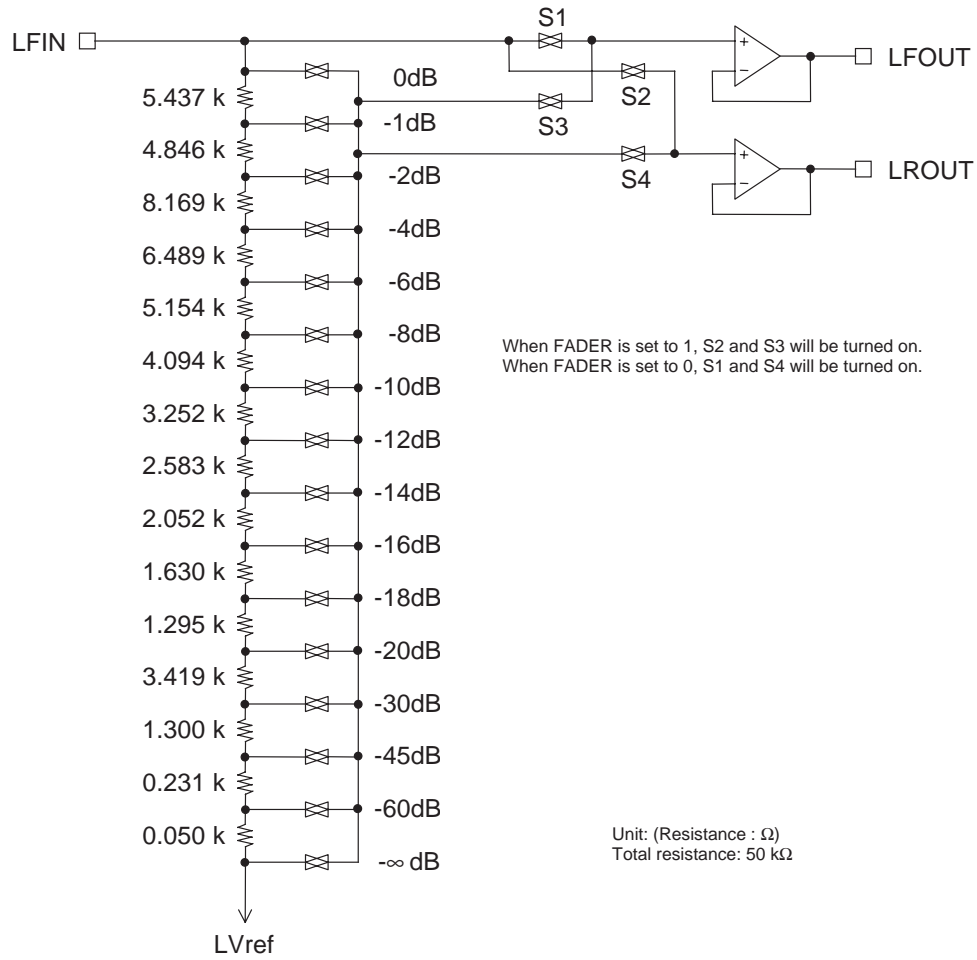 S1
LFIN
LFOUT
0dB
S2
5.437 k
S3
-1dB
4.846 k
LROUT
-2dB
S4
8.169 k
-4dB
6.489 k
-6dB
5.154 k
-8dB
When FADER is set to 1, S2 and S3 will be turned on.
When FADER is set to 0, S1 and S4 will be turned on.
4.094 k
-10dB
3.252 k
-12dB
2.583 k
-14dB
2.052 k
-16dB
1.630 k
-18dB
1.295 k
-20dB
3.419 k
-30dB
1.300 k
-45dB
0.231 k
-60dB
0.050 k
Unit: (Resistance : Ω)
Total resistance: 50 kΩ
-∞ dB
LVref